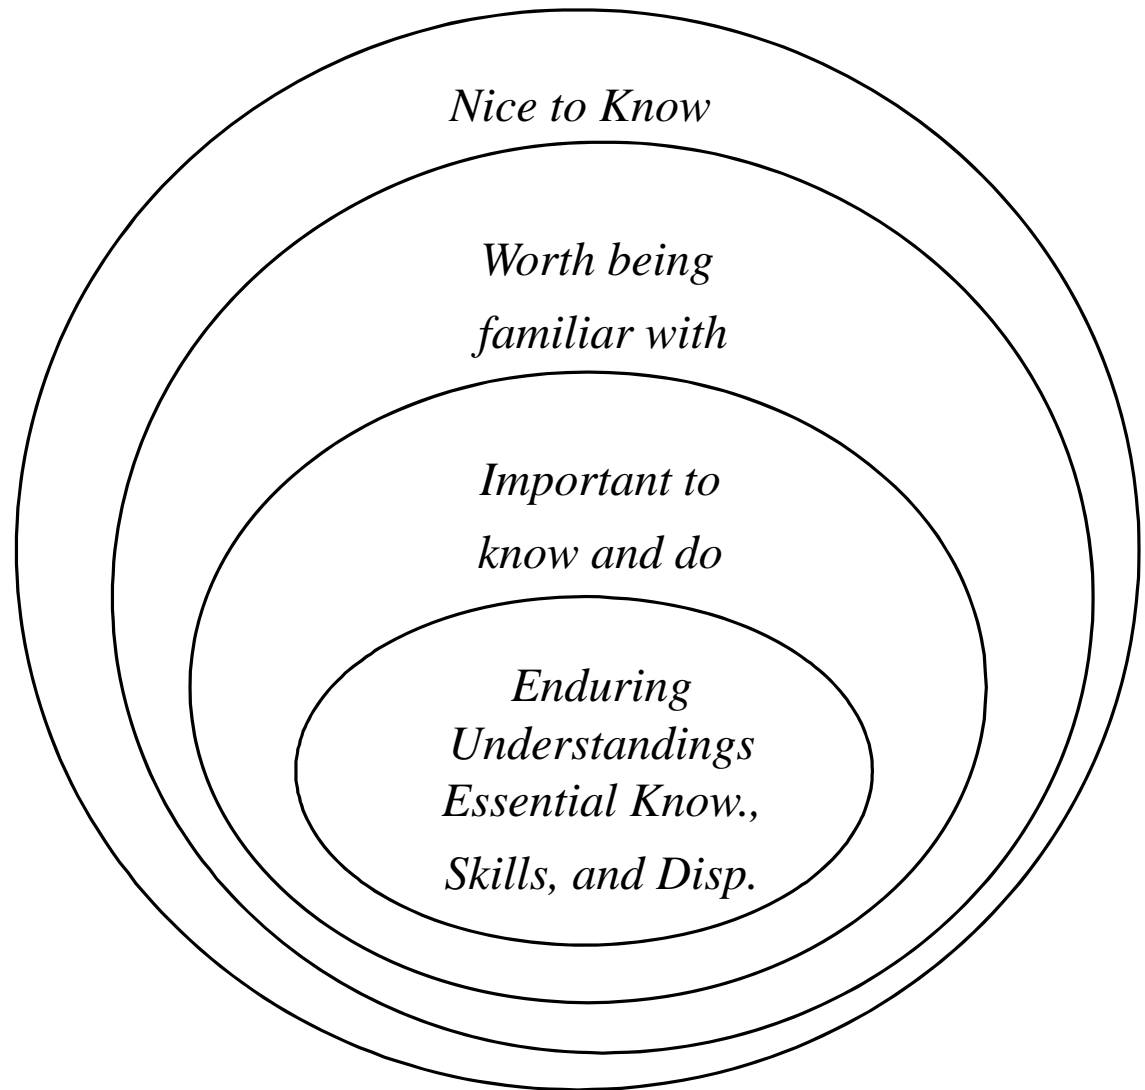 Nice to Know
Worth being
familiar with
Important to
know and do
Enduring
Understandings
Essential Know.,
Skills, and Disp.